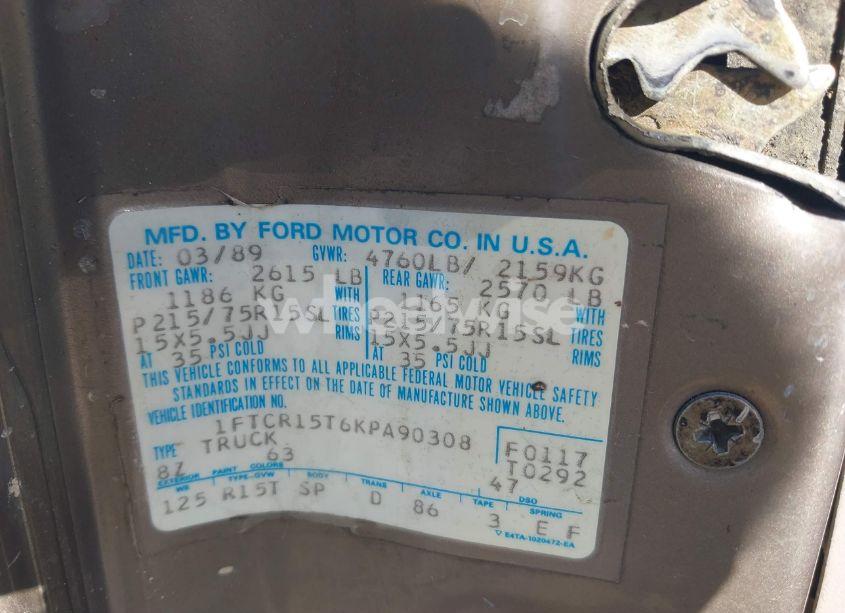 MFD. BY FORD MOTOR CO. IN U.S.A.
DATE: 03/89 GVWR: 4760LB/ 2159KG
FRONT GAWR: 2615 LB REAR GAWR: 2570 LB
1186 KG WITH 1165 KG WITH
P215/75R15SL TIRES P215/75R15SL TIRES
15X5.5JJ RIMS 15X5.5JJ RIMS
AT 35 PSI COLD AT 35 PSI COLD
THIS VEHICLE CONFORMS TO ALL APPLICABLE FEDERAL MOTOR VEHICLE SAFETY
STANDARDS IN EFFECT ON THE DATE OF MANUFACTURE SHOWN ABOVE.
VEHICLE IDENTIFICATION NO.
1FTCR15T6KPA90308
TYPE TRUCK F0117
8Z 63 T0292
EXTERIOR PAINT COLORS 47 DSO
WB TYPE-GVW BODY TRANS AXLE TAPE SPRING
125 R15T SP D 86 3 E F
E4TA-1020472-EA
wheelwise